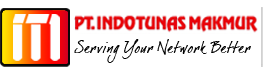 PT.INDOTUNAS MAKMUR
Serving Your Network Better